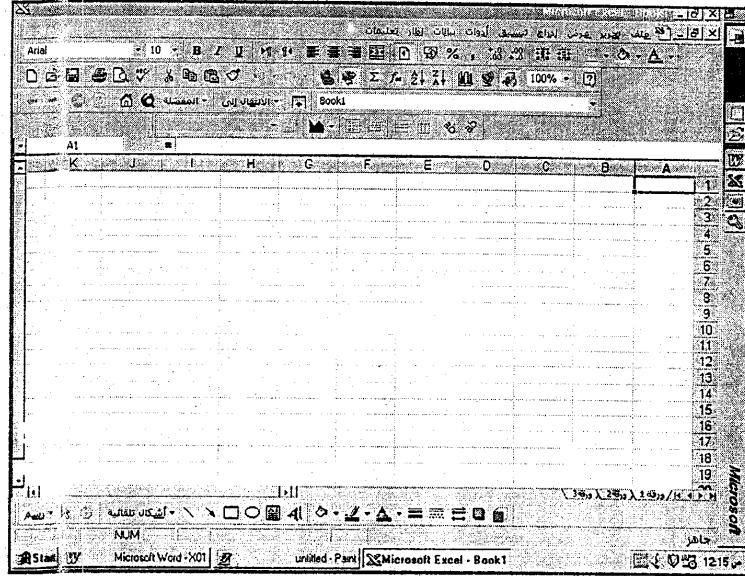 Microsoft Excel - Book1
ملف تحرير عرض إدراج تنسيق أدوات بيانات إطار تعليمات
Arial 10 B I U %
Σ 100%
المفضلة الانتقال إلى Book1
A1 =
K J I H G F E D C B A
1
2
3
4
5
6
7
8
9
10
11
12
13
14
15
16
17
18
19
ورقة1 ورقة2 ورقة3
رسم أشكال تلقائية
NUM جاهز
Start Microsoft Word - X01 untitled - Paint Microsoft Excel - Book1 12:15 ص
Microsoft